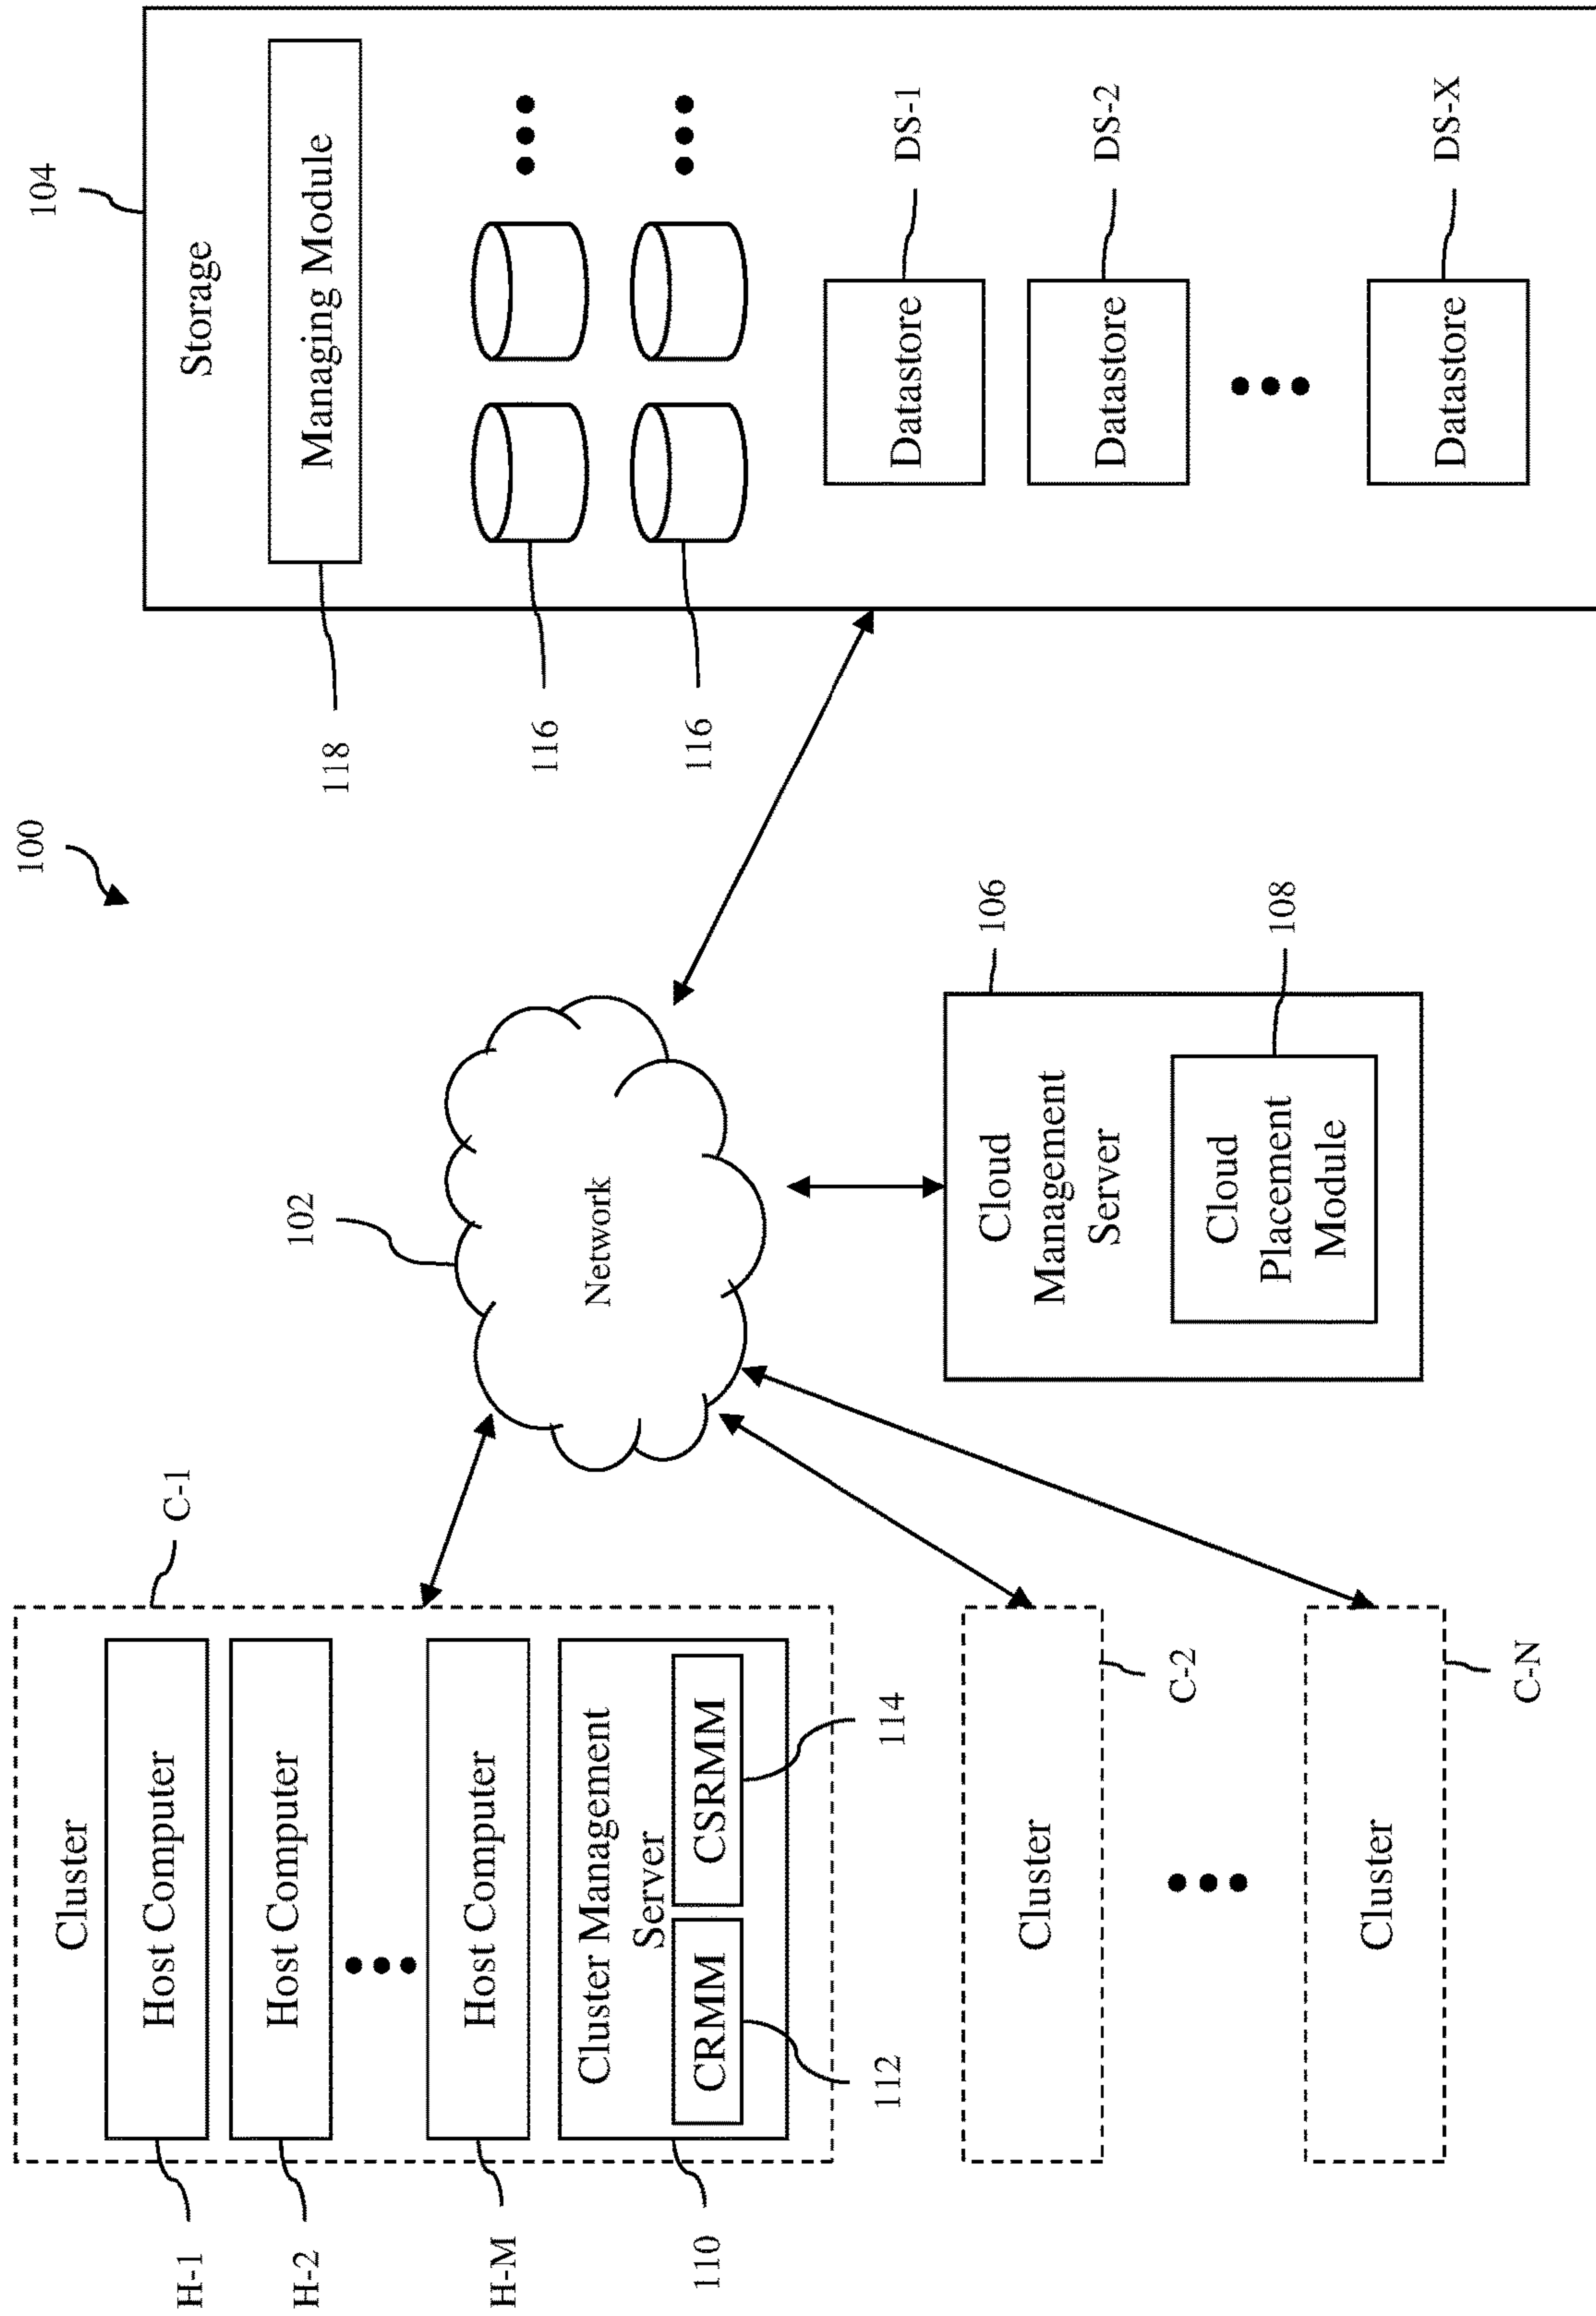 100
C-1
Cluster
H-1
Host Computer
H-2
Host Computer
H-M
Host Computer
110
Cluster Management
Server
CRMM
CSRMM
112
114
Cluster
C-2
Cluster
C-N
102
Network
106
Cloud
Management
Server
108
Cloud
Placement
Module
104
Storage
118
Managing Module
116
116
Datastore
DS-1
Datastore
DS-2
Datastore
DS-X